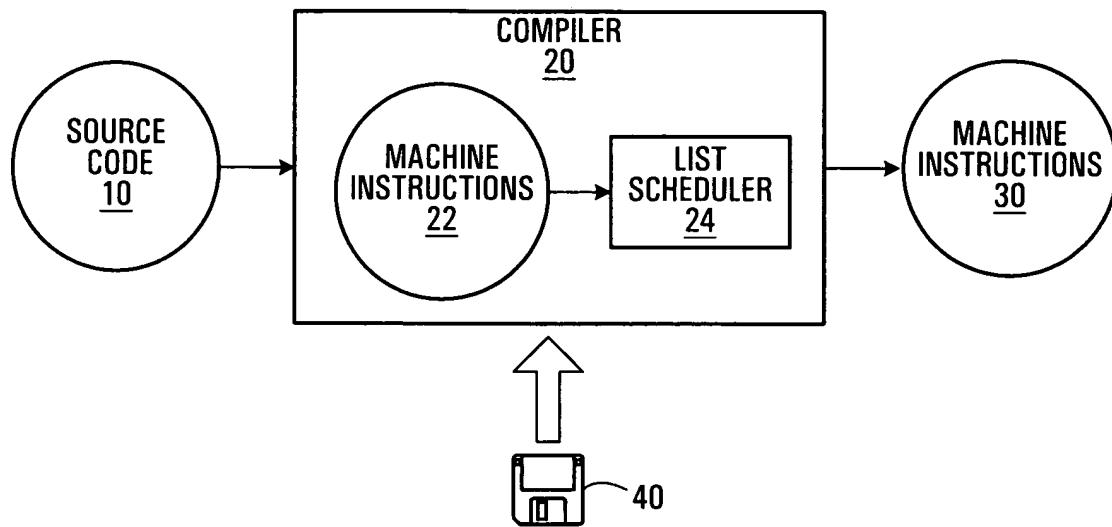 COMPILER
20
SOURCE
CODE
10
MACHINE
INSTRUCTIONS
22
LIST
SCHEDULER
24
MACHINE
INSTRUCTIONS
30
40